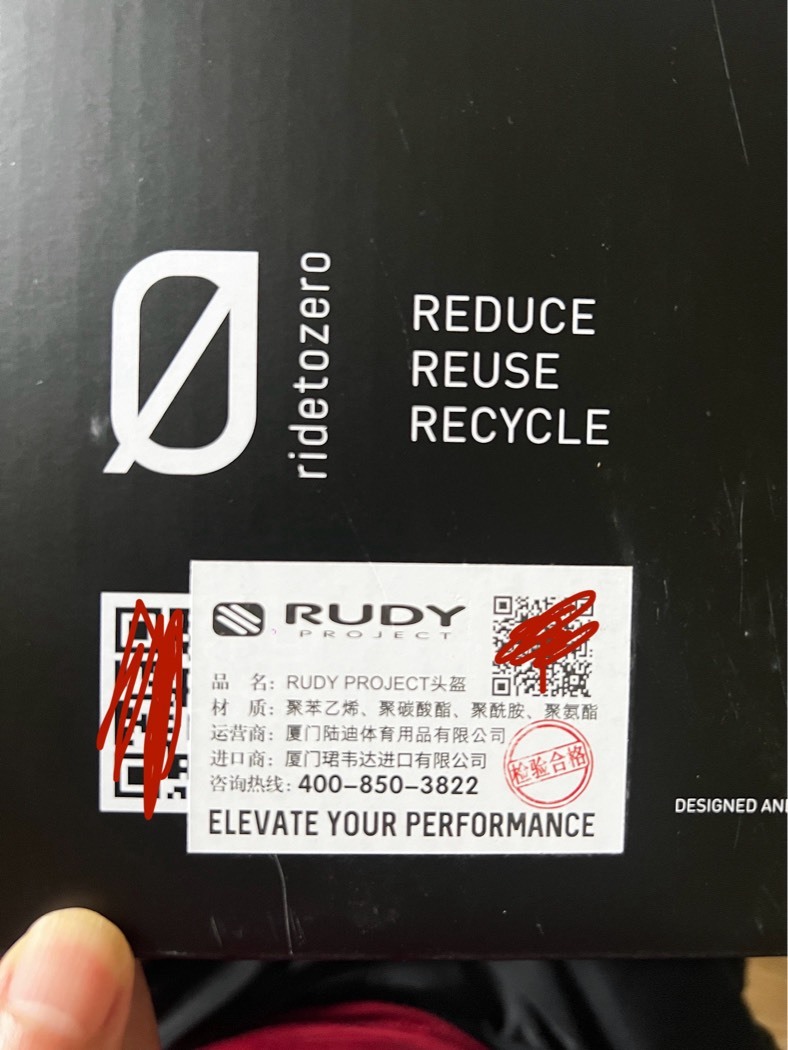 Ø
ridetozero
REDUCE
REUSE
RECYCLE
RUDY
PROJECT
品 名：RUDY PROJECT头盔
材 质：聚苯乙烯、聚碳酸酯、聚酰胺、聚氨酯
运营商：厦门陆迪体育用品有限公司
进口商：厦门珺韦达进口有限公司
咨询热线：400-850-3822
检验合格
ELEVATE YOUR PERFORMANCE
DESIGNED